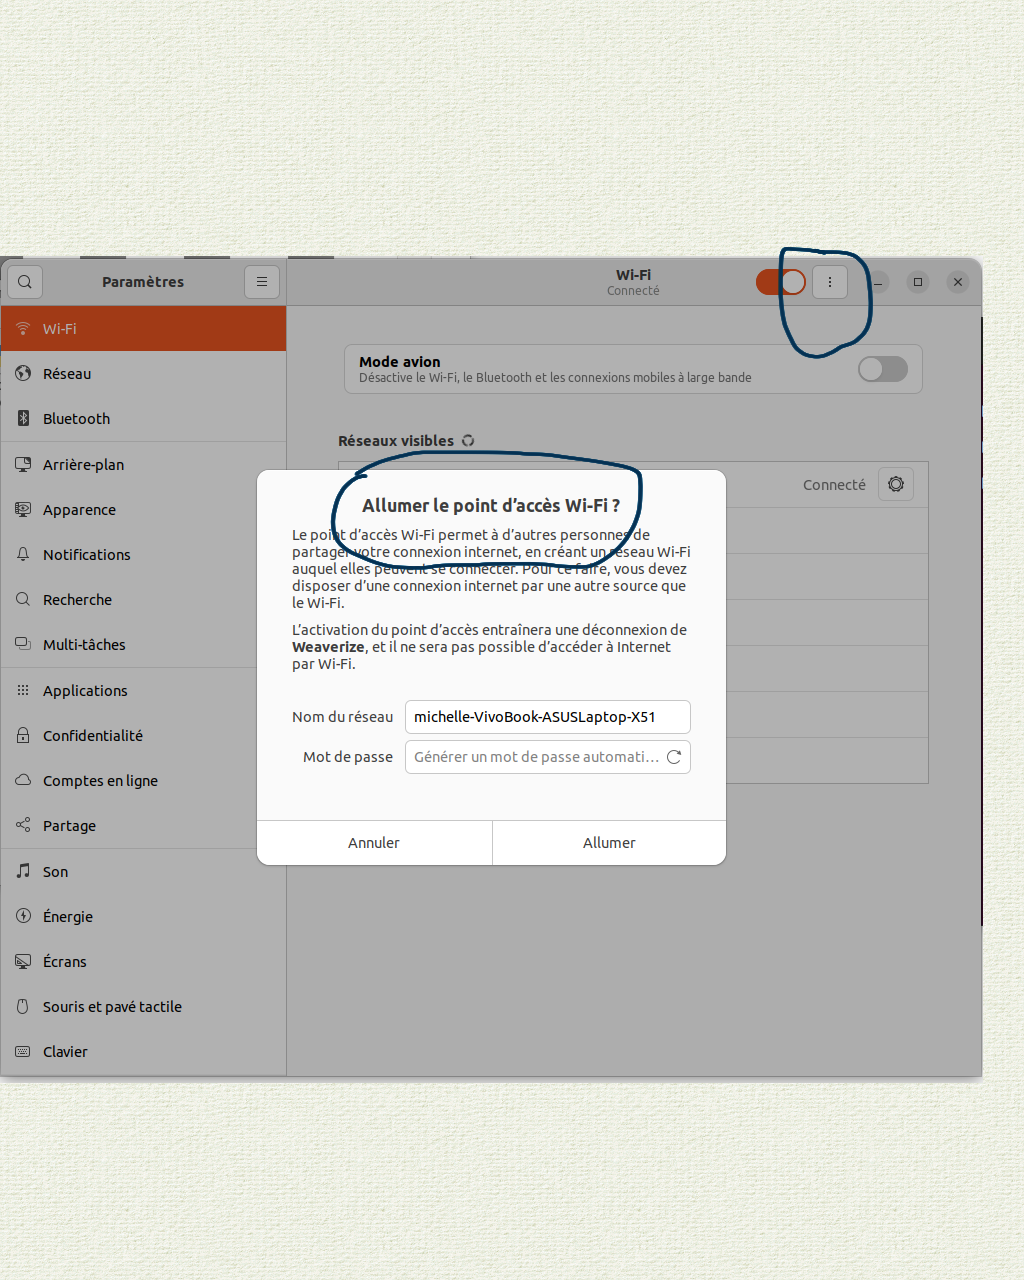 Paramètres
Wi-Fi
Connecté
Wi-Fi
Réseau
Bluetooth
Arrière-plan
Apparence
Notifications
Recherche
Multi-tâches
Applications
Confidentialité
Comptes en ligne
Partage
Son
Énergie
Écrans
Souris et pavé tactile
Clavier
Mode avion
Désactive le Wi-Fi, le Bluetooth et les connexions mobiles à large bande
Réseaux visibles
Connecté
Allumer le point d’accès Wi-Fi ?
Le point d’accès Wi-Fi permet à d’autres personnes de
partager votre connexion internet, en créant un réseau Wi-Fi
auquel elles peuvent se connecter. Pour ce faire, vous devez
disposer d’une connexion internet par une autre source que
le Wi-Fi.
L’activation du point d’accès entraînera une déconnexion de
Weaverize, et il ne sera pas possible d’accéder à Internet
par Wi-Fi.
Nom du réseau michelle-VivoBook-ASUSLaptop-X51
Mot de passe Générer un mot de passe automati…
Annuler Allumer